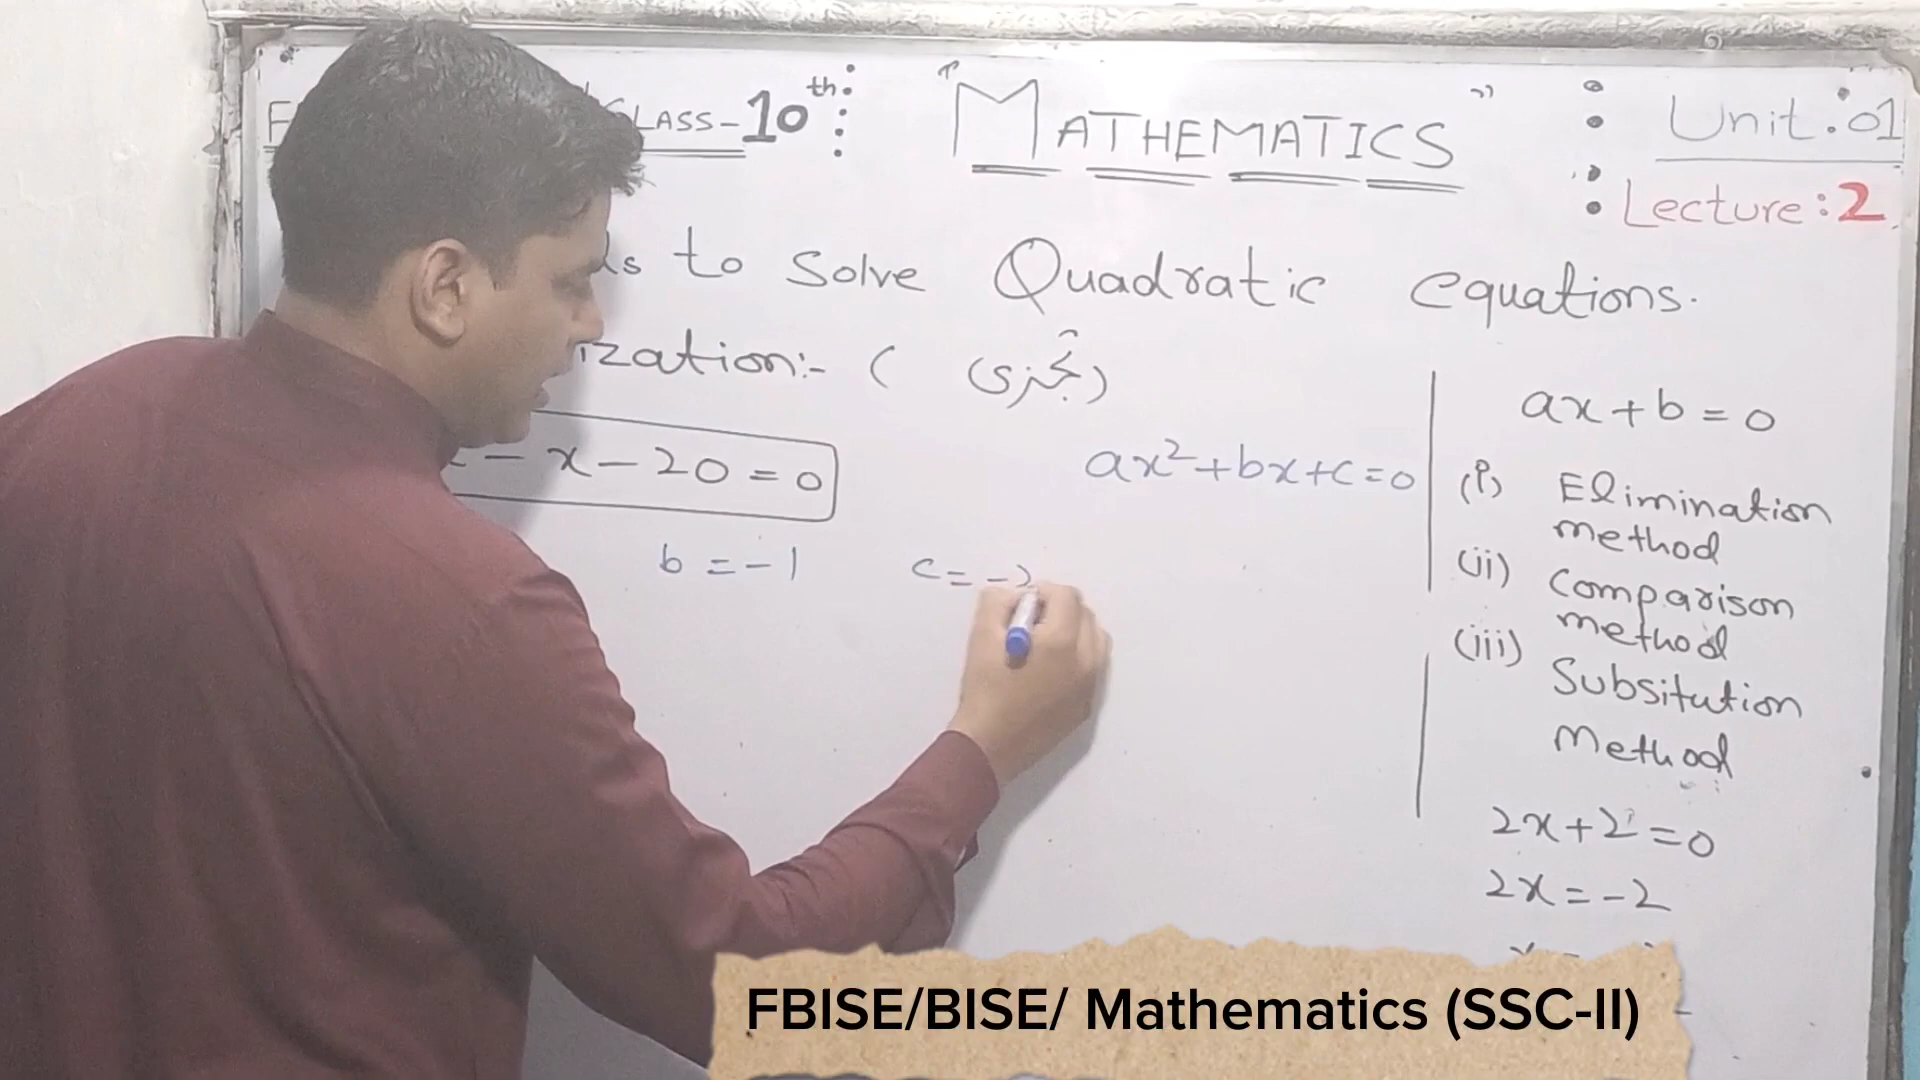 CLASS-10th
"MATHEMATICS"
Unit:01
Lecture:2
to Solve Quadratic equations.
ization:- (تجزی)
- x - 20 = 0
ax²+bx+c=0
b = -1
c = -2
ax+b=0
(i) Elimination
method
(ii) Comparison
method
(iii) Subsitution
Method
2x+2=0
2x=-2
FBISE/BISE/ Mathematics (SSC-II)